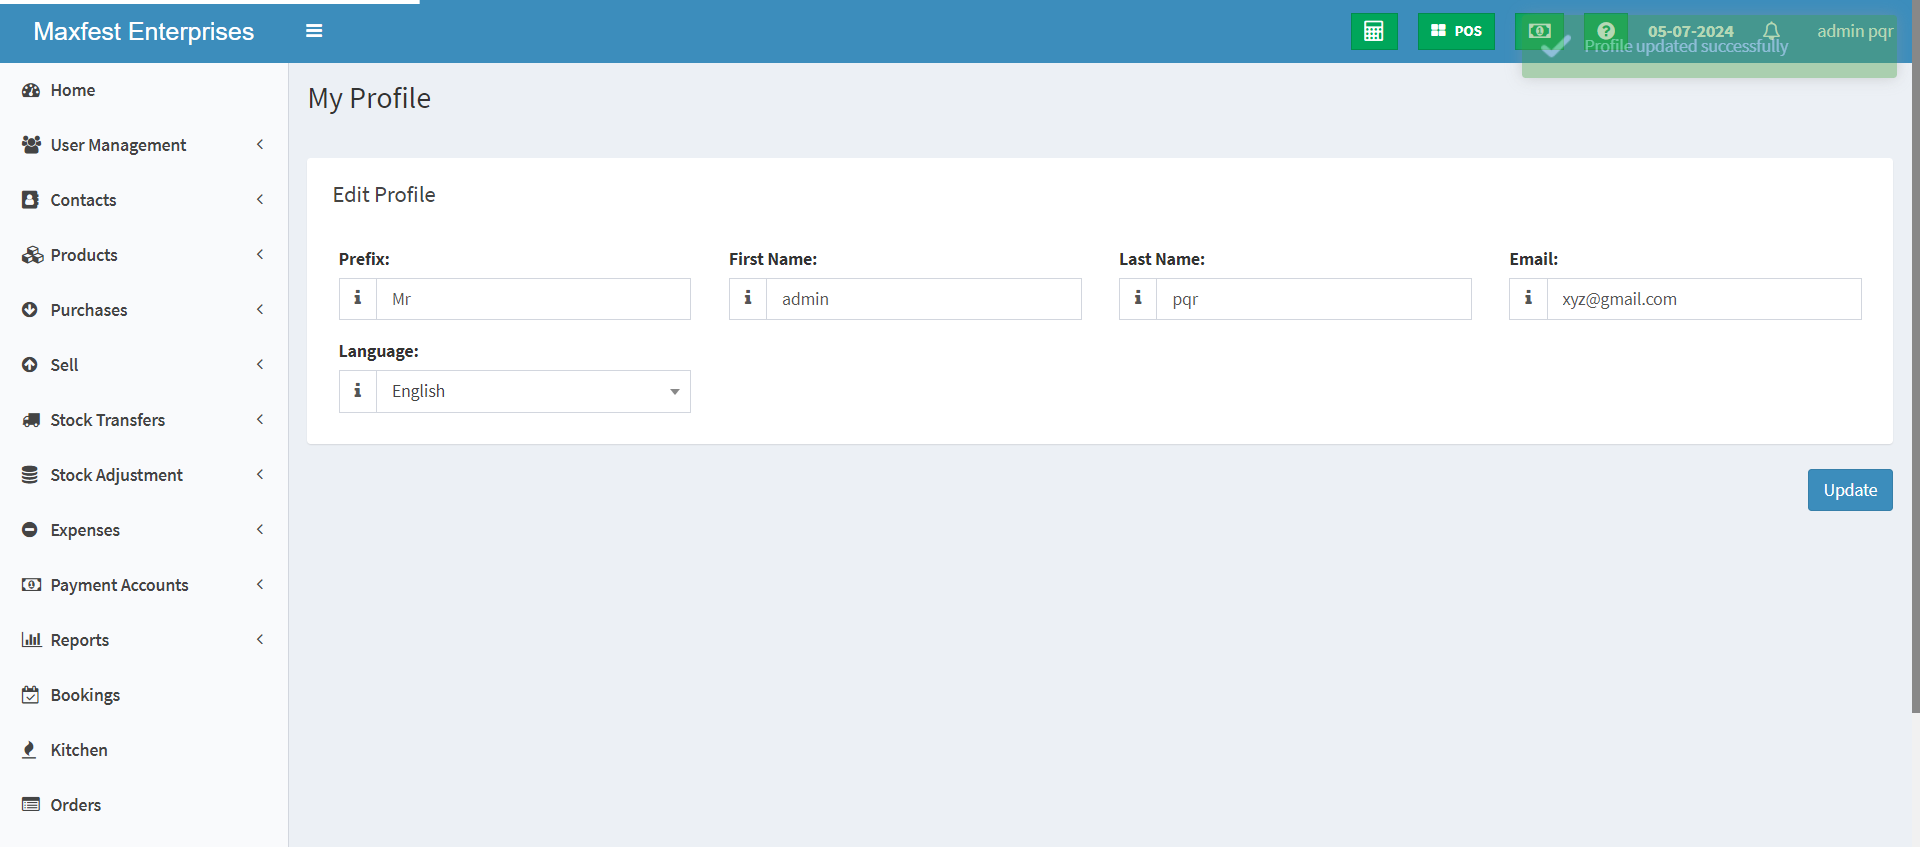 Maxfest Enterprises
POS
05-07-2024
admin pqr
Profile updated successfully
Home
User Management
Contacts
Products
Purchases
Sell
Stock Transfers
Stock Adjustment
Expenses
Payment Accounts
Reports
Bookings
Kitchen
Orders
My Profile
Edit Profile
Prefix:
First Name:
Last Name:
Email:
Mr
admin
pqr
xyz@gmail.com
Language:
English
Update